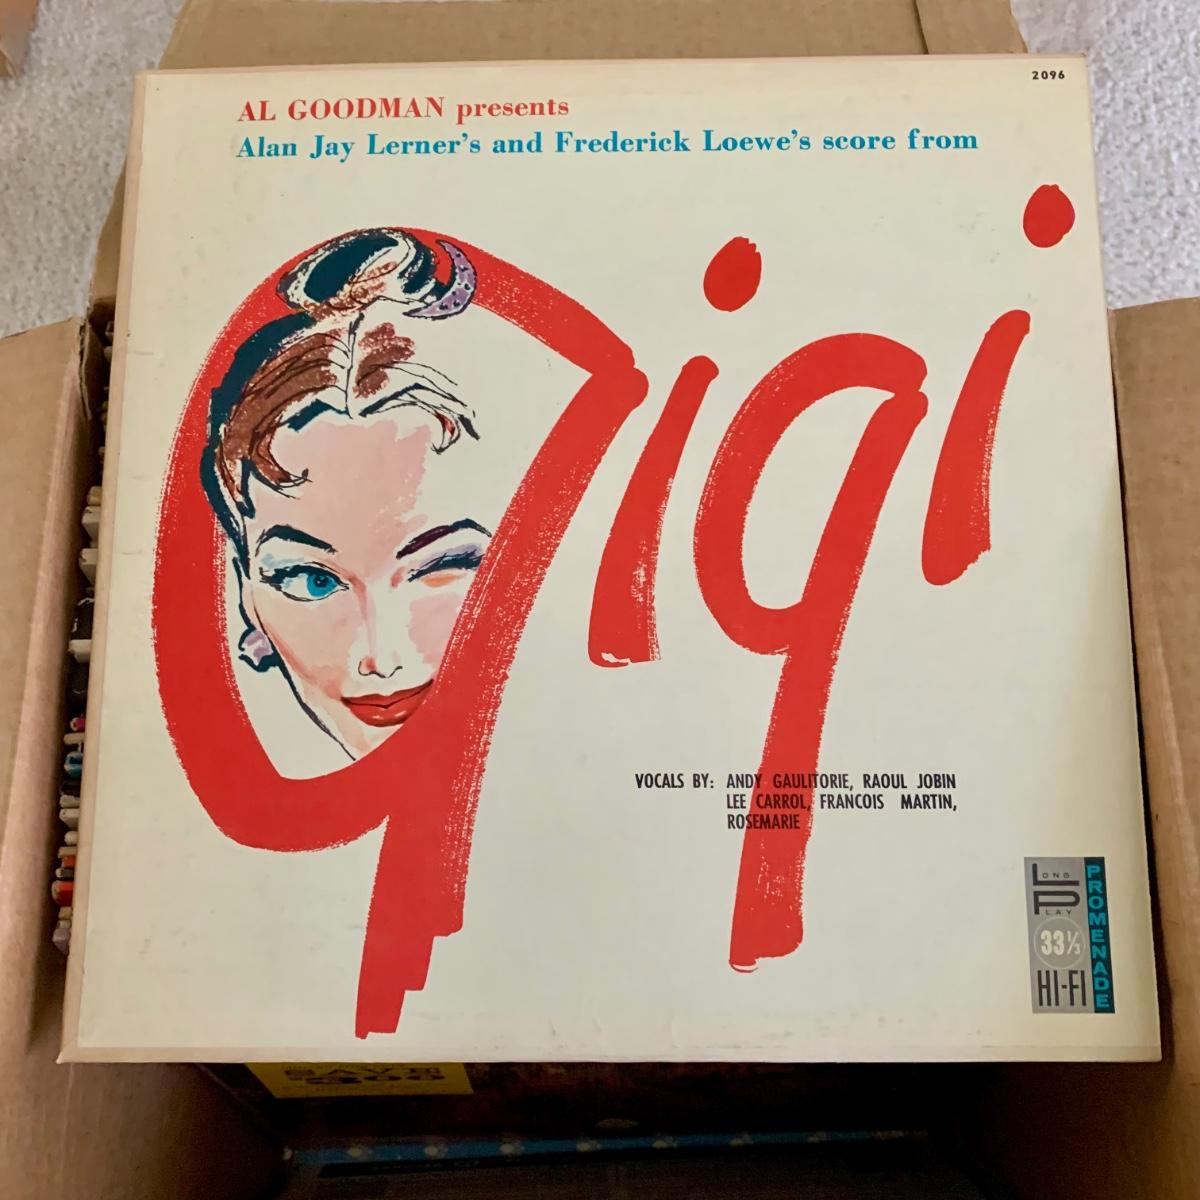 2096
AL GOODMAN presents
Alan Jay Lerner's and Frederick Loewe's score from
Gigi
VOCALS BY: ANDY GAULITORIE, RAOUL JOBIN
LEE CARROL, FRANCOIS MARTIN,
ROSEMARIE
LONG
PLAY
33⅓
HI-FI
PROMENADE
SAVE